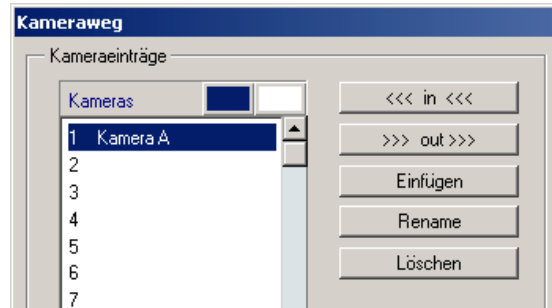 Kameraweg
Kameraeinträge
Kameras
1 Kamera A
2
3
4
5
6
7
<<< in <<<
>>> out >>>
Einfügen
Rename
Löschen